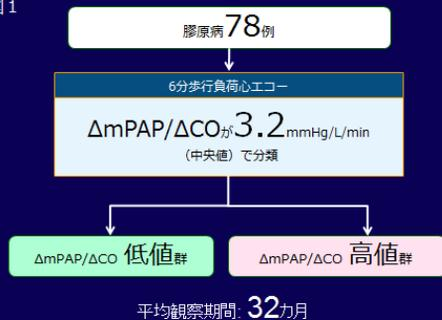 図1
膠原病78例
6分歩行負荷心エコー
ΔmPAP/ΔCOが3.2mmHg/L/min
(中央値)で分類
ΔmPAP/ΔCO 低値群
ΔmPAP/ΔCO 高値群
平均観察期間: 32カ月